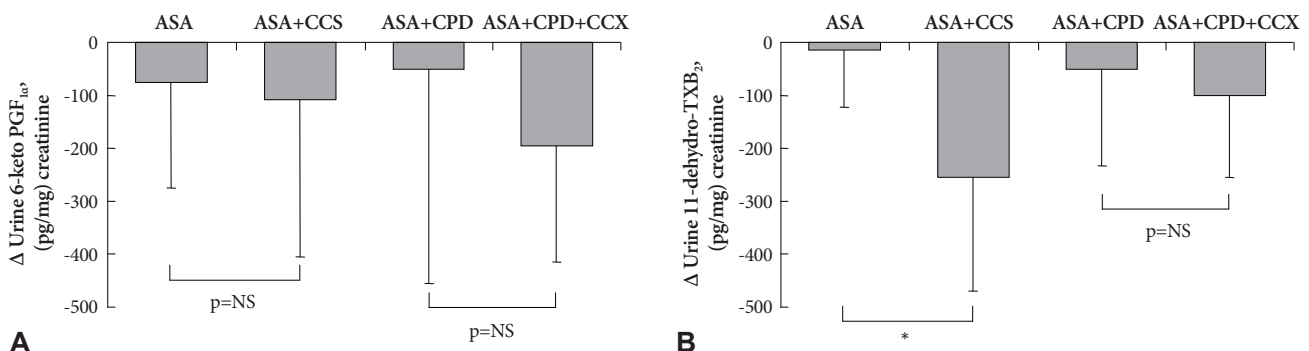 ASA ASA+CCS ASA+CPD ASA+CPD+CCX
0
-100
-200
-300
-400
-500
Δ Urine 6-keto PGF1α,
(pg/mg) creatinine
p=NS
p=NS
A
ASA ASA+CCS ASA+CPD ASA+CPD+CCX
0
-100
-200
-300
-400
-500
Δ Urine 11-dehydro-TXB2,
(pg/mg) creatinine
p=NS
*
B